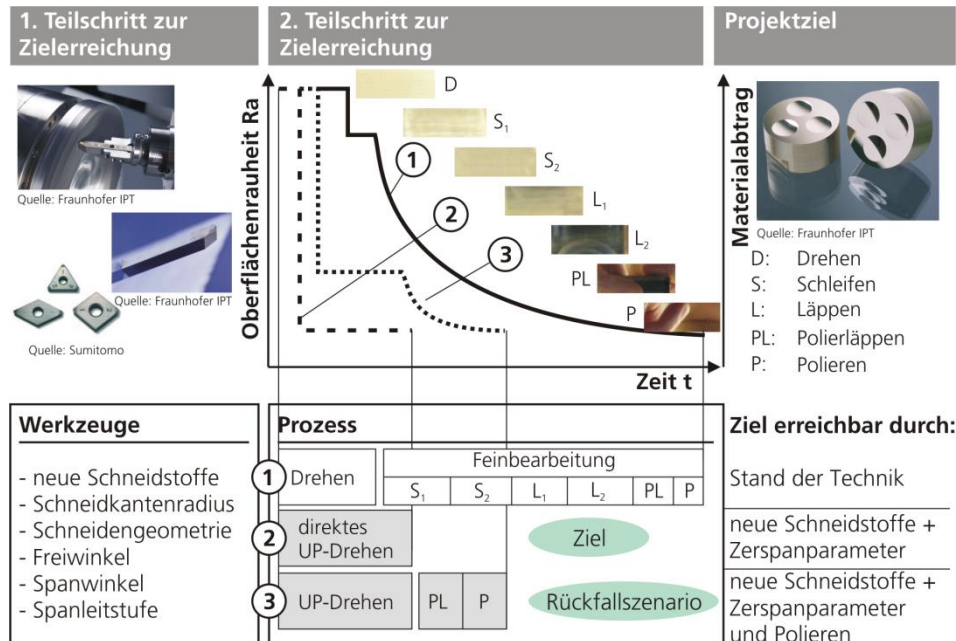 1. Teilschritt zur
Zielerreichung
2. Teilschritt zur
Zielerreichung
Projektziel
Quelle: Fraunhofer IPT
Quelle: Fraunhofer IPT
Quelle: Sumitomo
Oberflächenrauheit Ra
D
S1
S2
L1
L2
PL
P
1
2
3
Zeit t
Materialabtrag
Quelle: Fraunhofer IPT
D: Drehen
S: Schleifen
L: Läppen
PL: Polierläppen
P: Polieren
Werkzeuge
- neue Schneidstoffe
- Schneidkantenradius
- Schneidengeometrie
- Freiwinkel
- Spanwinkel
- Spanleitstufe
Prozess
1 Drehen
Feinbearbeitung
S1 S2 L1 L2 PL P
2 direktes
UP-Drehen
Ziel
3 UP-Drehen PL P Rückfallszenario
Ziel erreichbar durch:
Stand der Technik
neue Schneidstoffe +
Zerspanparameter
neue Schneidstoffe +
Zerspanparameter
und Polieren